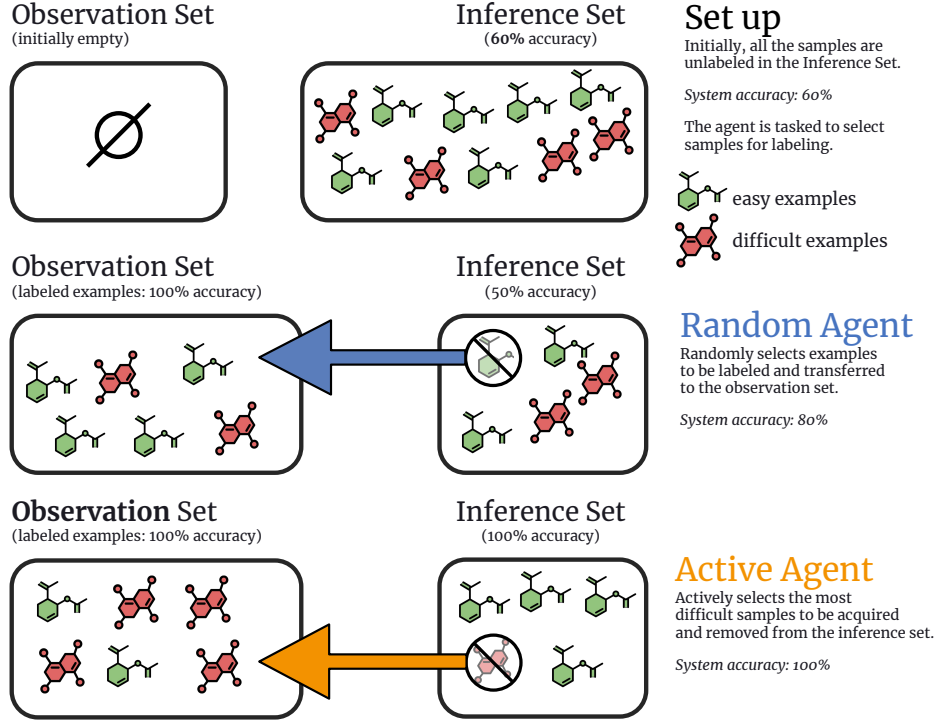 Observation Set
(initially empty)
Inference Set
(60% accuracy)
Set up
Initially, all the samples are
unlabeled in the Inference Set.
System accuracy: 60%
The agent is tasked to select
samples for labeling.
easy examples
difficult examples
Observation Set
(labeled examples: 100% accuracy)
Inference Set
(50% accuracy)
Random Agent
Randomly selects examples
to be labeled and transferred
to the observation set.
System accuracy: 80%
Observation Set
(labeled examples: 100% accuracy)
Inference Set
(100% accuracy)
Active Agent
Actively selects the most
difficult samples to be acquired
and removed from the inference set.
System accuracy: 100%